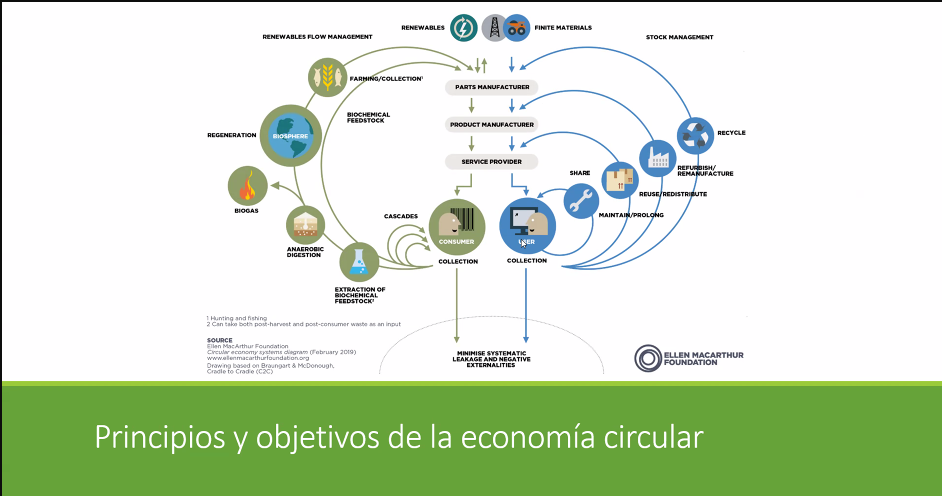 RENEWABLES
FINITE MATERIALS
RENEWABLES FLOW MANAGEMENT
STOCK MANAGEMENT
FARMING/COLLECTION¹
PARTS MANUFACTURER
BIOCHEMICAL
FEEDSTOCK
PRODUCT MANUFACTURER
REGENERATION
BIOSPHERE
RECYCLE
SERVICE PROVIDER
SHARE
REFURBISH/
REMANUFACTURE
REUSE/REDISTRIBUTE
BIOGAS
CASCADES
MAINTAIN/PROLONG
CONSUMER
USER
ANAEROBIC
DIGESTION
COLLECTION
COLLECTION
EXTRACTION OF
BIOCHEMICAL
FEEDSTOCK²
1 Hunting and fishing
2 Can take both post-harvest and post-consumer waste as an input
SOURCE
Ellen MacArthur Foundation
Circular economy systems diagram (February 2019)
www.ellenmacarthurfoundation.org
Drawing based on Braungart & McDonough,
Cradle to Cradle (C2C)
MINIMISE SYSTEMATIC
LEAKAGE AND NEGATIVE
EXTERNALITIES
ELLEN MACARTHUR
FOUNDATION
Principios y objetivos de la economía circular